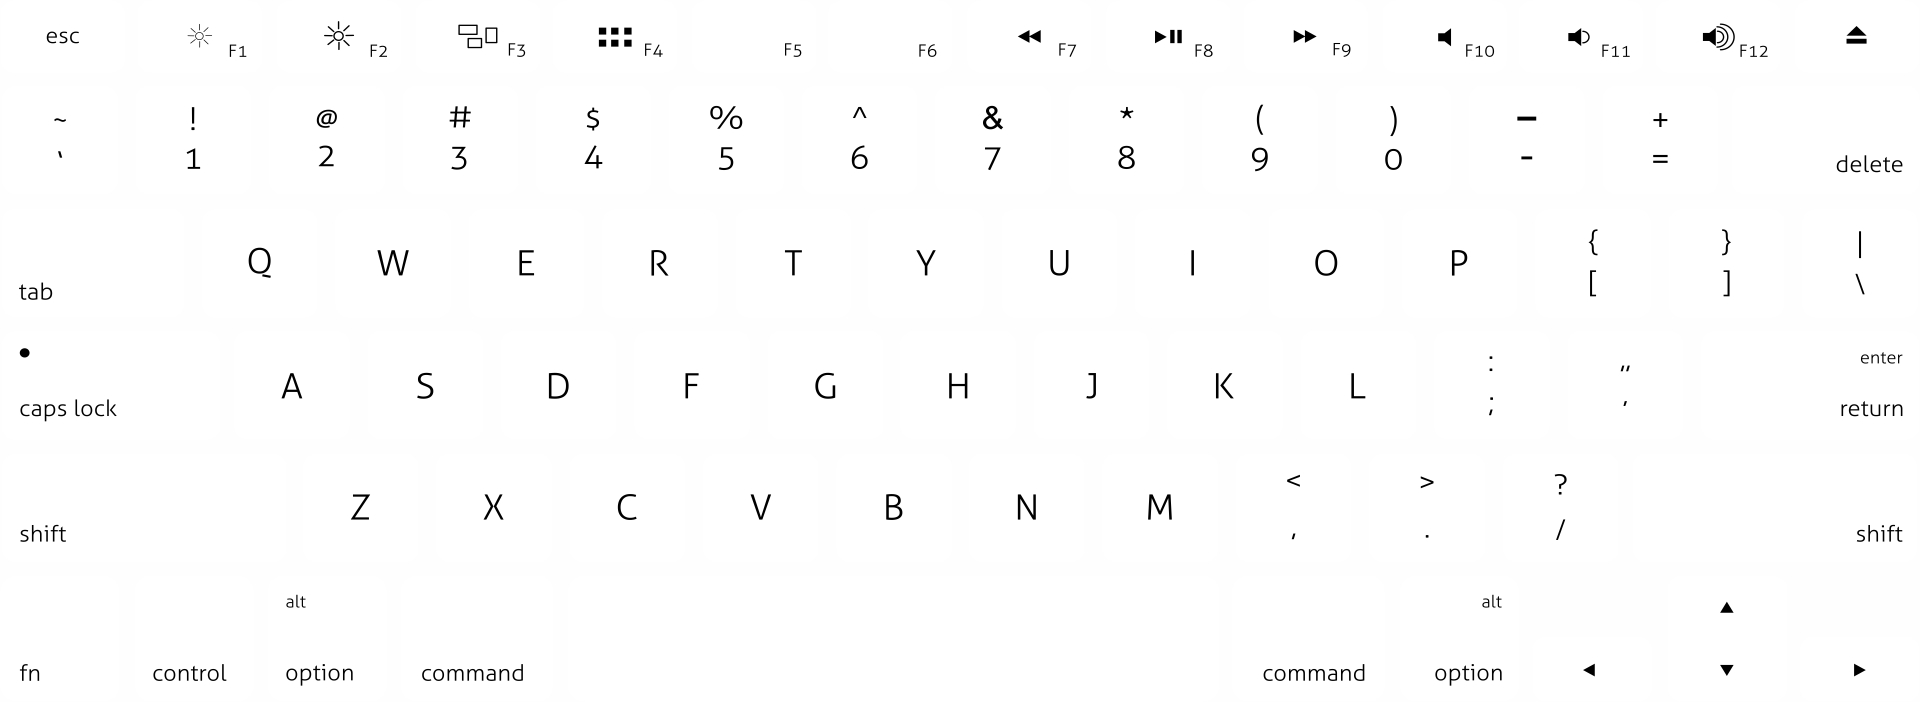 esc F1 F2 F3 F4 F5 F6 F7 F8 F9 F10 F11 F12
~ ! @ # $ % ^ & * ( ) – +
` 1 2 3 4 5 6 7 8 9 0 - = delete
tab Q W E R T Y U I O P { } |
[ ] \
caps lock A S D F G H J K L : " enter
; ' return
shift Z X C V B N M < > ? shift
, . /
alt alt
fn control option command command option